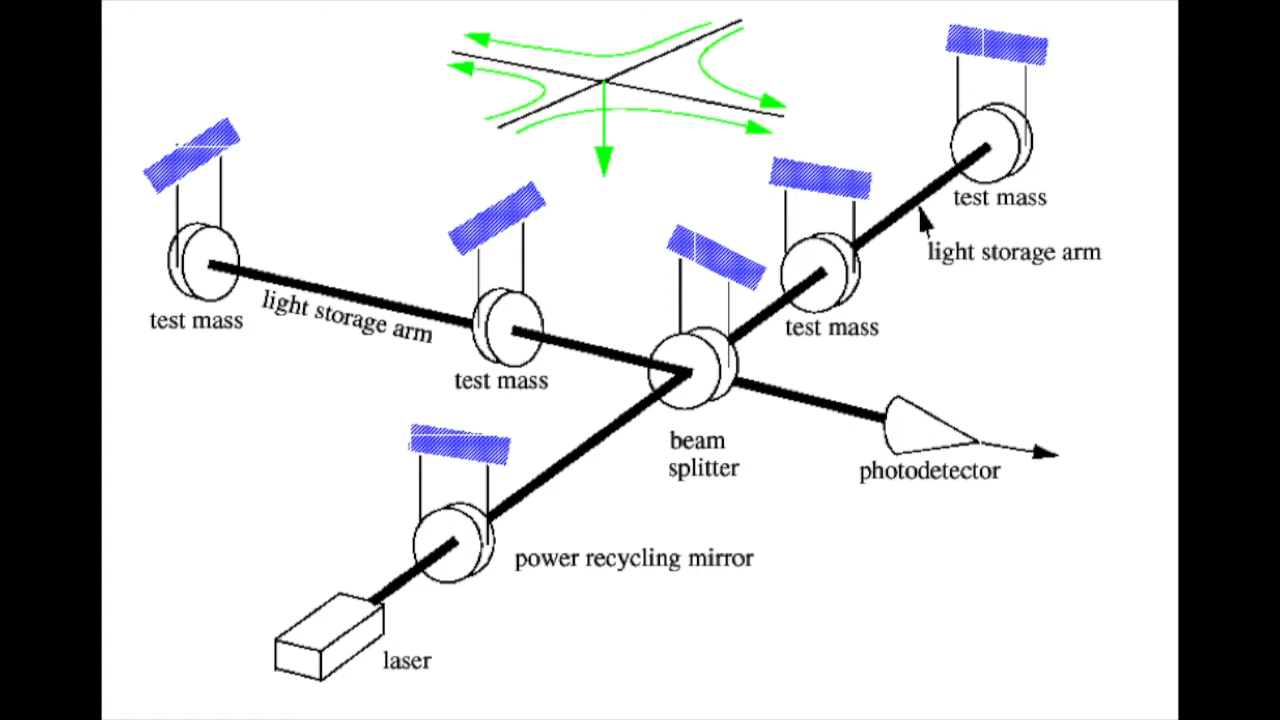 test mass
light storage arm
test mass
test mass
light storage arm
test mass
beam
splitter
photodetector
power recycling mirror
laser